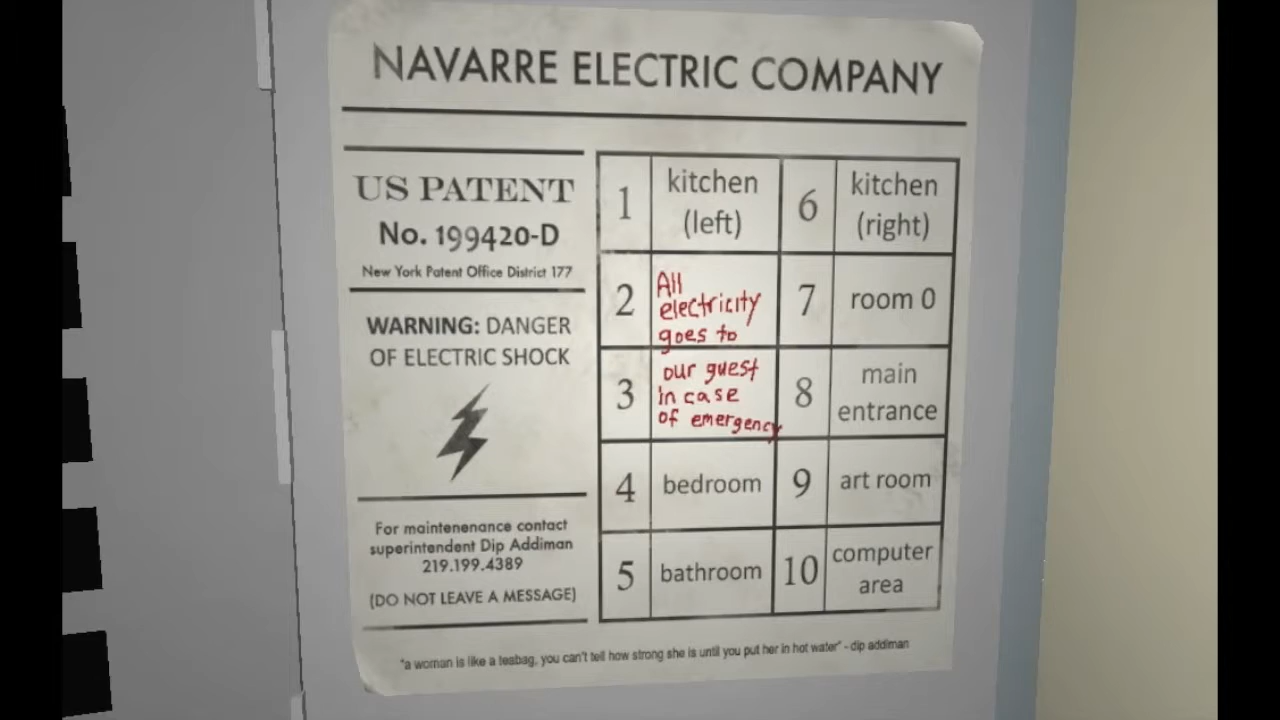 NAVARRE ELECTRIC COMPANY
US PATENT
No. 199420-D
New York Patent Office District 177
WARNING: DANGER
OF ELECTRIC SHOCK
For maintenenance contact
superintendent Dip Addiman
219.199.4389
(DO NOT LEAVE A MESSAGE)
1
kitchen
(left)
6
kitchen
(right)
2
All
electricity
goes to
7
room 0
3
our guest
in case
of emergency
8
main
entrance
4
bedroom
9
art room
5
bathroom
10
computer
area
"a woman is like a teabag, you can't tell how strong she is until you put her in hot water" - dip addiman